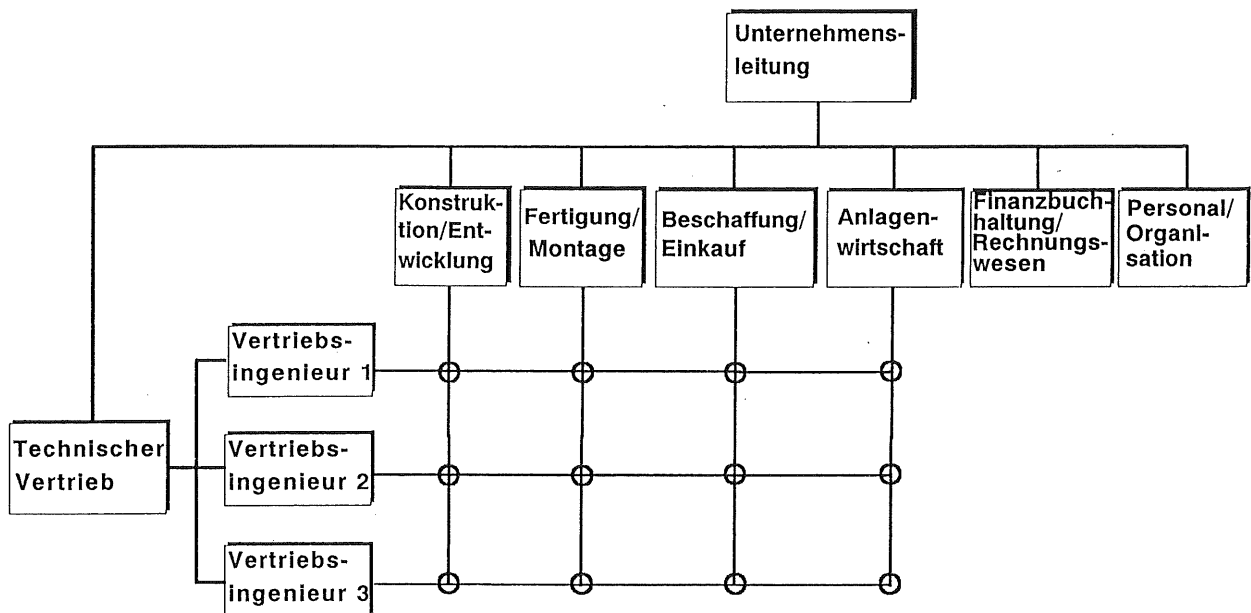 Unternehmens-
leitung
Konstruk-
tion/Ent-
wicklung
Fertigung/
Montage
Beschaffung/
Einkauf
Anlagen-
wirtschaft
Finanzbuch-
haltung/
Rechnungs-
wesen
Personal/
Organi-
sation
Vertriebs-
ingenieur 1
Technischer
Vertrieb
Vertriebs-
ingenieur 2
Vertriebs-
ingenieur 3